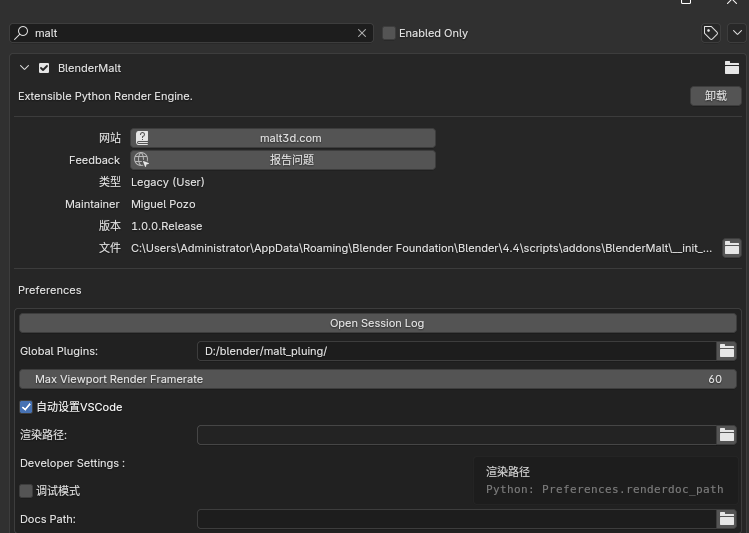 malt
Enabled Only
BlenderMalt
Extensible Python Render Engine.
卸载
网站 malt3d.com
Feedback 报告问题
类型 Legacy (User)
Maintainer Miguel Pozo
版本 1.0.0.Release
文件 C:\Users\Administrator\AppData\Roaming\Blender Foundation\Blender\4.4\scripts\addons\BlenderMalt\__init_...
Preferences
Open Session Log
Global Plugins: D:/blender/malt_pluing/
Max Viewport Render Framerate 60
自动设置VSCode
渲染路径:
Developer Settings :
渲染路径
Python: Preferences.renderdoc_path
调试模式
Docs Path: